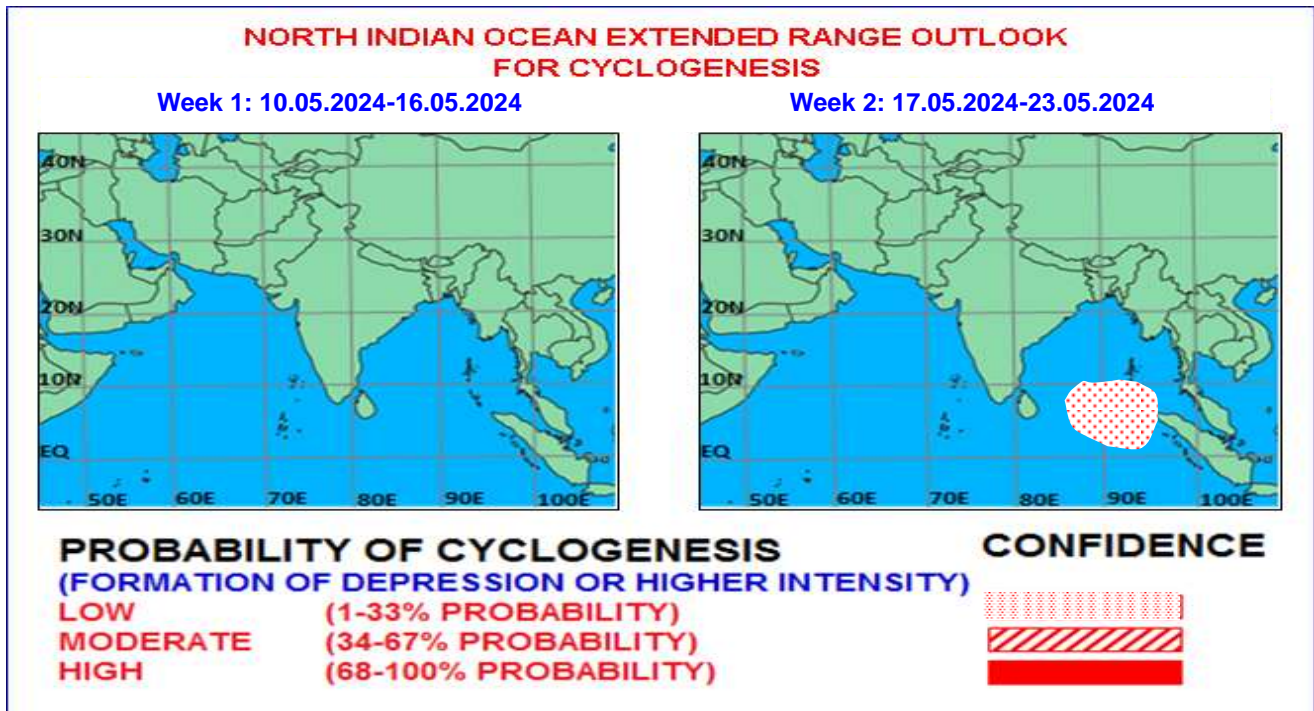 NORTH INDIAN OCEAN EXTENDED RANGE OUTLOOK
FOR CYCLOGENESIS
Week 1: 10.05.2024-16.05.2024
40N
30N
20N
10N
EQ
50E 60E 70E 80E 90E 100E
Week 2: 17.05.2024-23.05.2024
40N
30N
20N
10N
EQ
50E 60E 70E 80E 90E 100E
PROBABILITY OF CYCLOGENESIS
(FORMATION OF DEPRESSION OR HIGHER INTENSITY)
LOW (1-33% PROBABILITY)
MODERATE (34-67% PROBABILITY)
HIGH (68-100% PROBABILITY)
CONFIDENCE